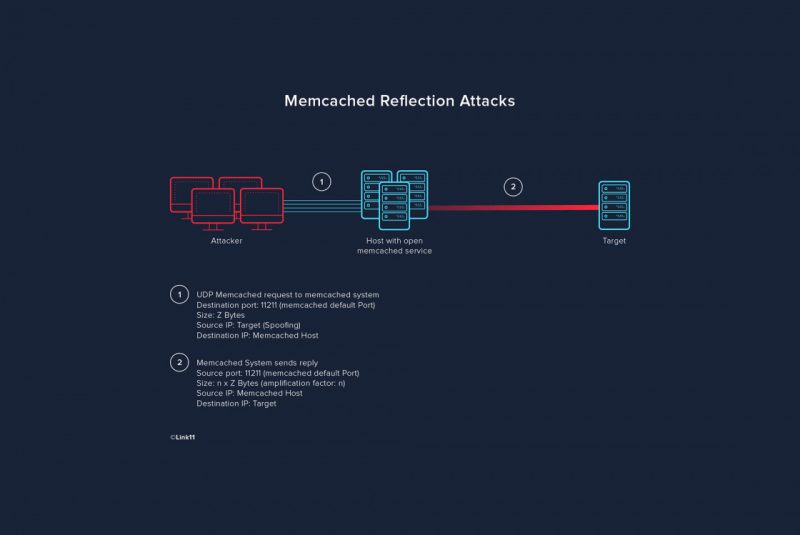 Memcached Reflection Attacks
1
2
Attacker
Host with open
memcached service
Target
1
UDP Memcached request to memcached system
Destination port: 11211 (memcached default Port)
Size: Z Bytes
Source IP: Target (Spoofing)
Destination IP: Memcached Host
2
Memcached System sends reply
Source port: 11211 (memcached default Port)
Size: n x Z Bytes (amplification factor: n)
Source IP: Memcached Host
Destination IP: Target
©Link11